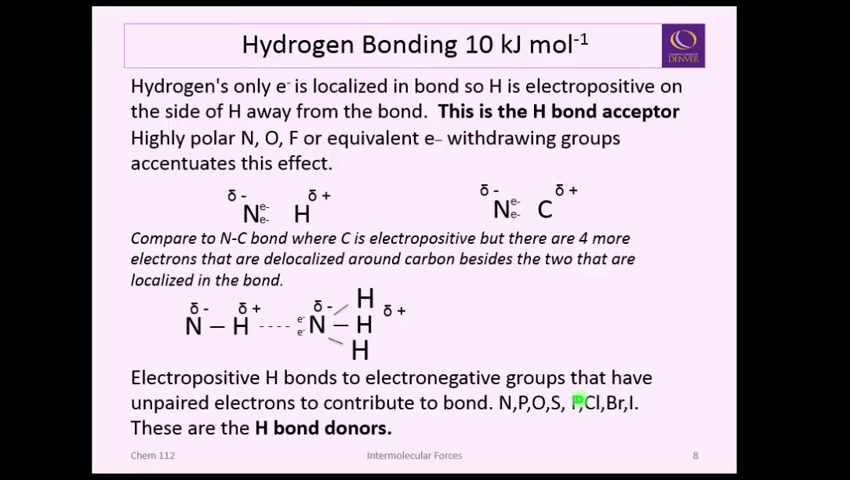 Hydrogen Bonding 10 kJ mol-1
DENVER
Hydrogen's only e- is localized in bond so H is electropositive on
the side of H away from the bond. This is the H bond acceptor
Highly polar N, O, F or equivalent e– withdrawing groups
accentuates this effect.
δ - δ + δ - δ +
N e- e- H N e- e- C
Compare to N-C bond where C is electropositive but there are 4 more
electrons that are delocalized around carbon besides the two that are
localized in the bond.
H
δ - δ + δ - δ +
N – H ---- e- e- N – H
H
Electropositive H bonds to electronegative groups that have
unpaired electrons to contribute to bond. N,P,O,S, F,Cl,Br,I.
These are the H bond donors.
Chem 112 Intermolecular Forces 8